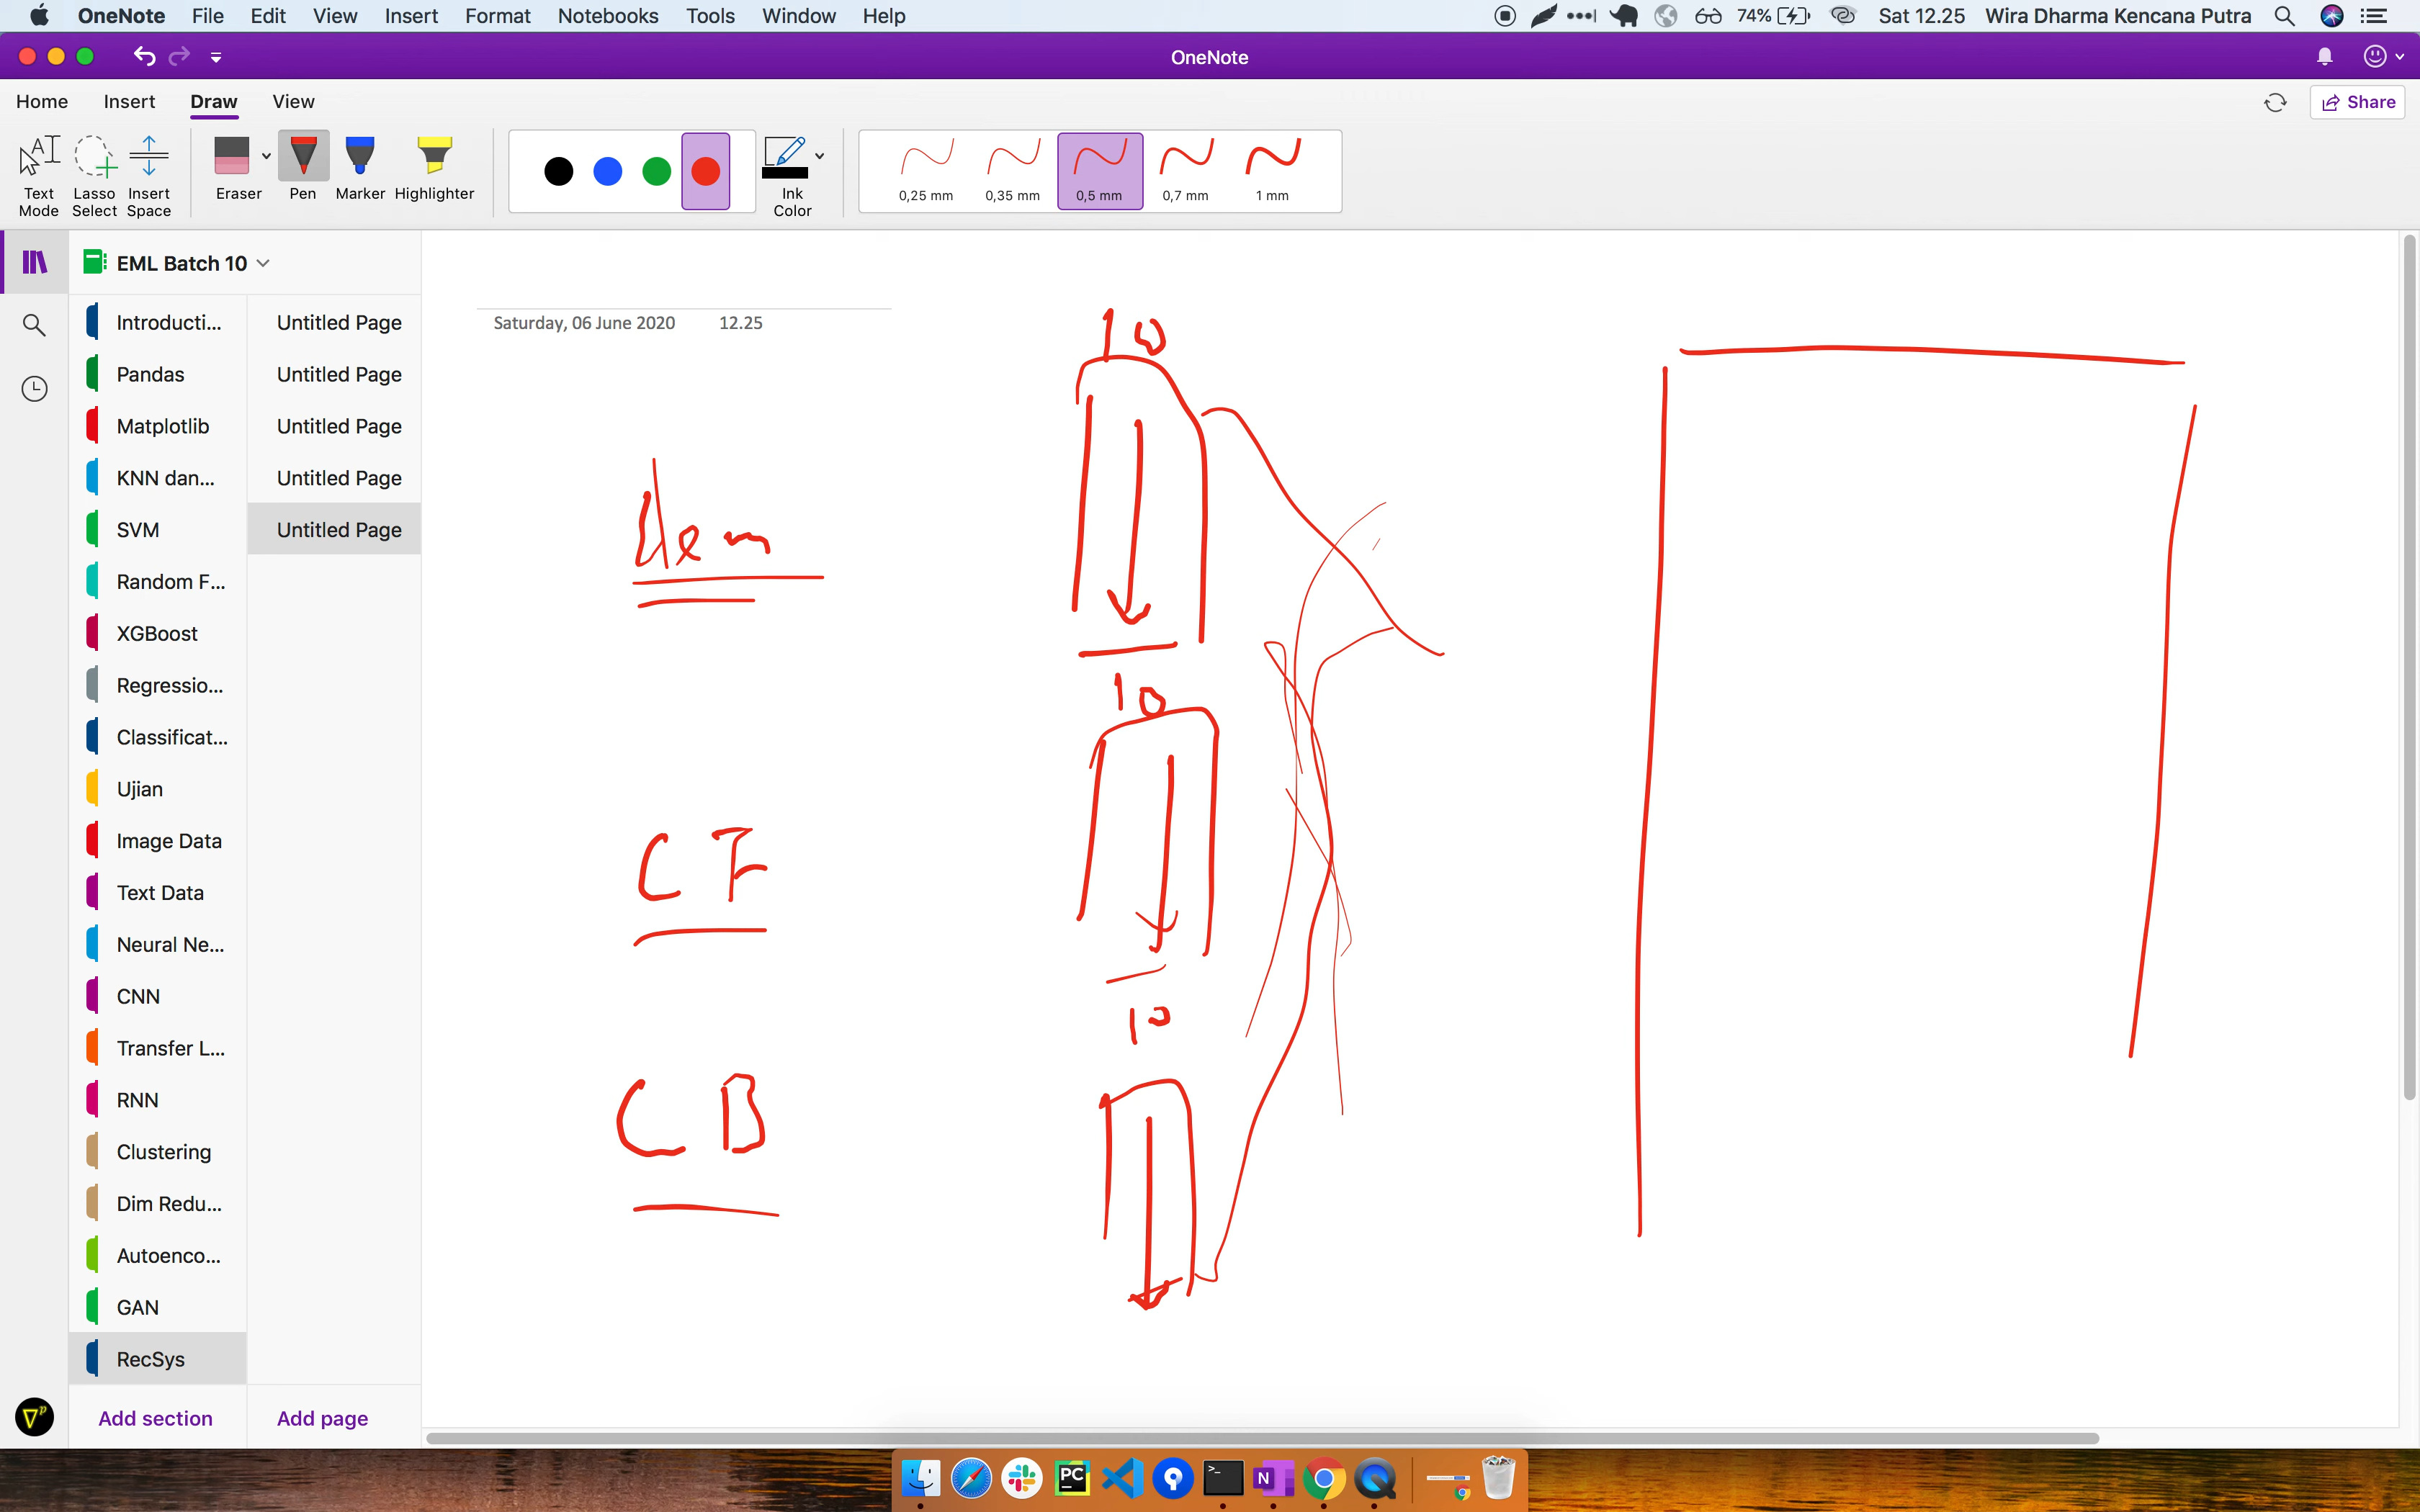 OneNote File Edit View Insert Format Notebooks Tools Window Help 74% Sat 12.25 Wira Dharma Kencana Putra
OneNote
Home Insert Draw View Share
Text Mode
Lasso Select
Insert Space
Eraser
Pen
Marker
Highlighter
Ink Color
0,25 mm
0,35 mm
0,5 mm
0,7 mm
1 mm
EML Batch 10
Introducti...
Pandas
Matplotlib
KNN dan...
SVM
Random F...
XGBoost
Regressio...
Classificat...
Ujian
Image Data
Text Data
Neural Ne...
CNN
Transfer L...
RNN
Clustering
Dim Redu...
Autoenco...
GAN
RecSys
Add section
Untitled Page
Untitled Page
Untitled Page
Untitled Page
Untitled Page
Add page
Saturday, 06 June 2020 12.25
10
dem
10
CF
10
CB
PC
N